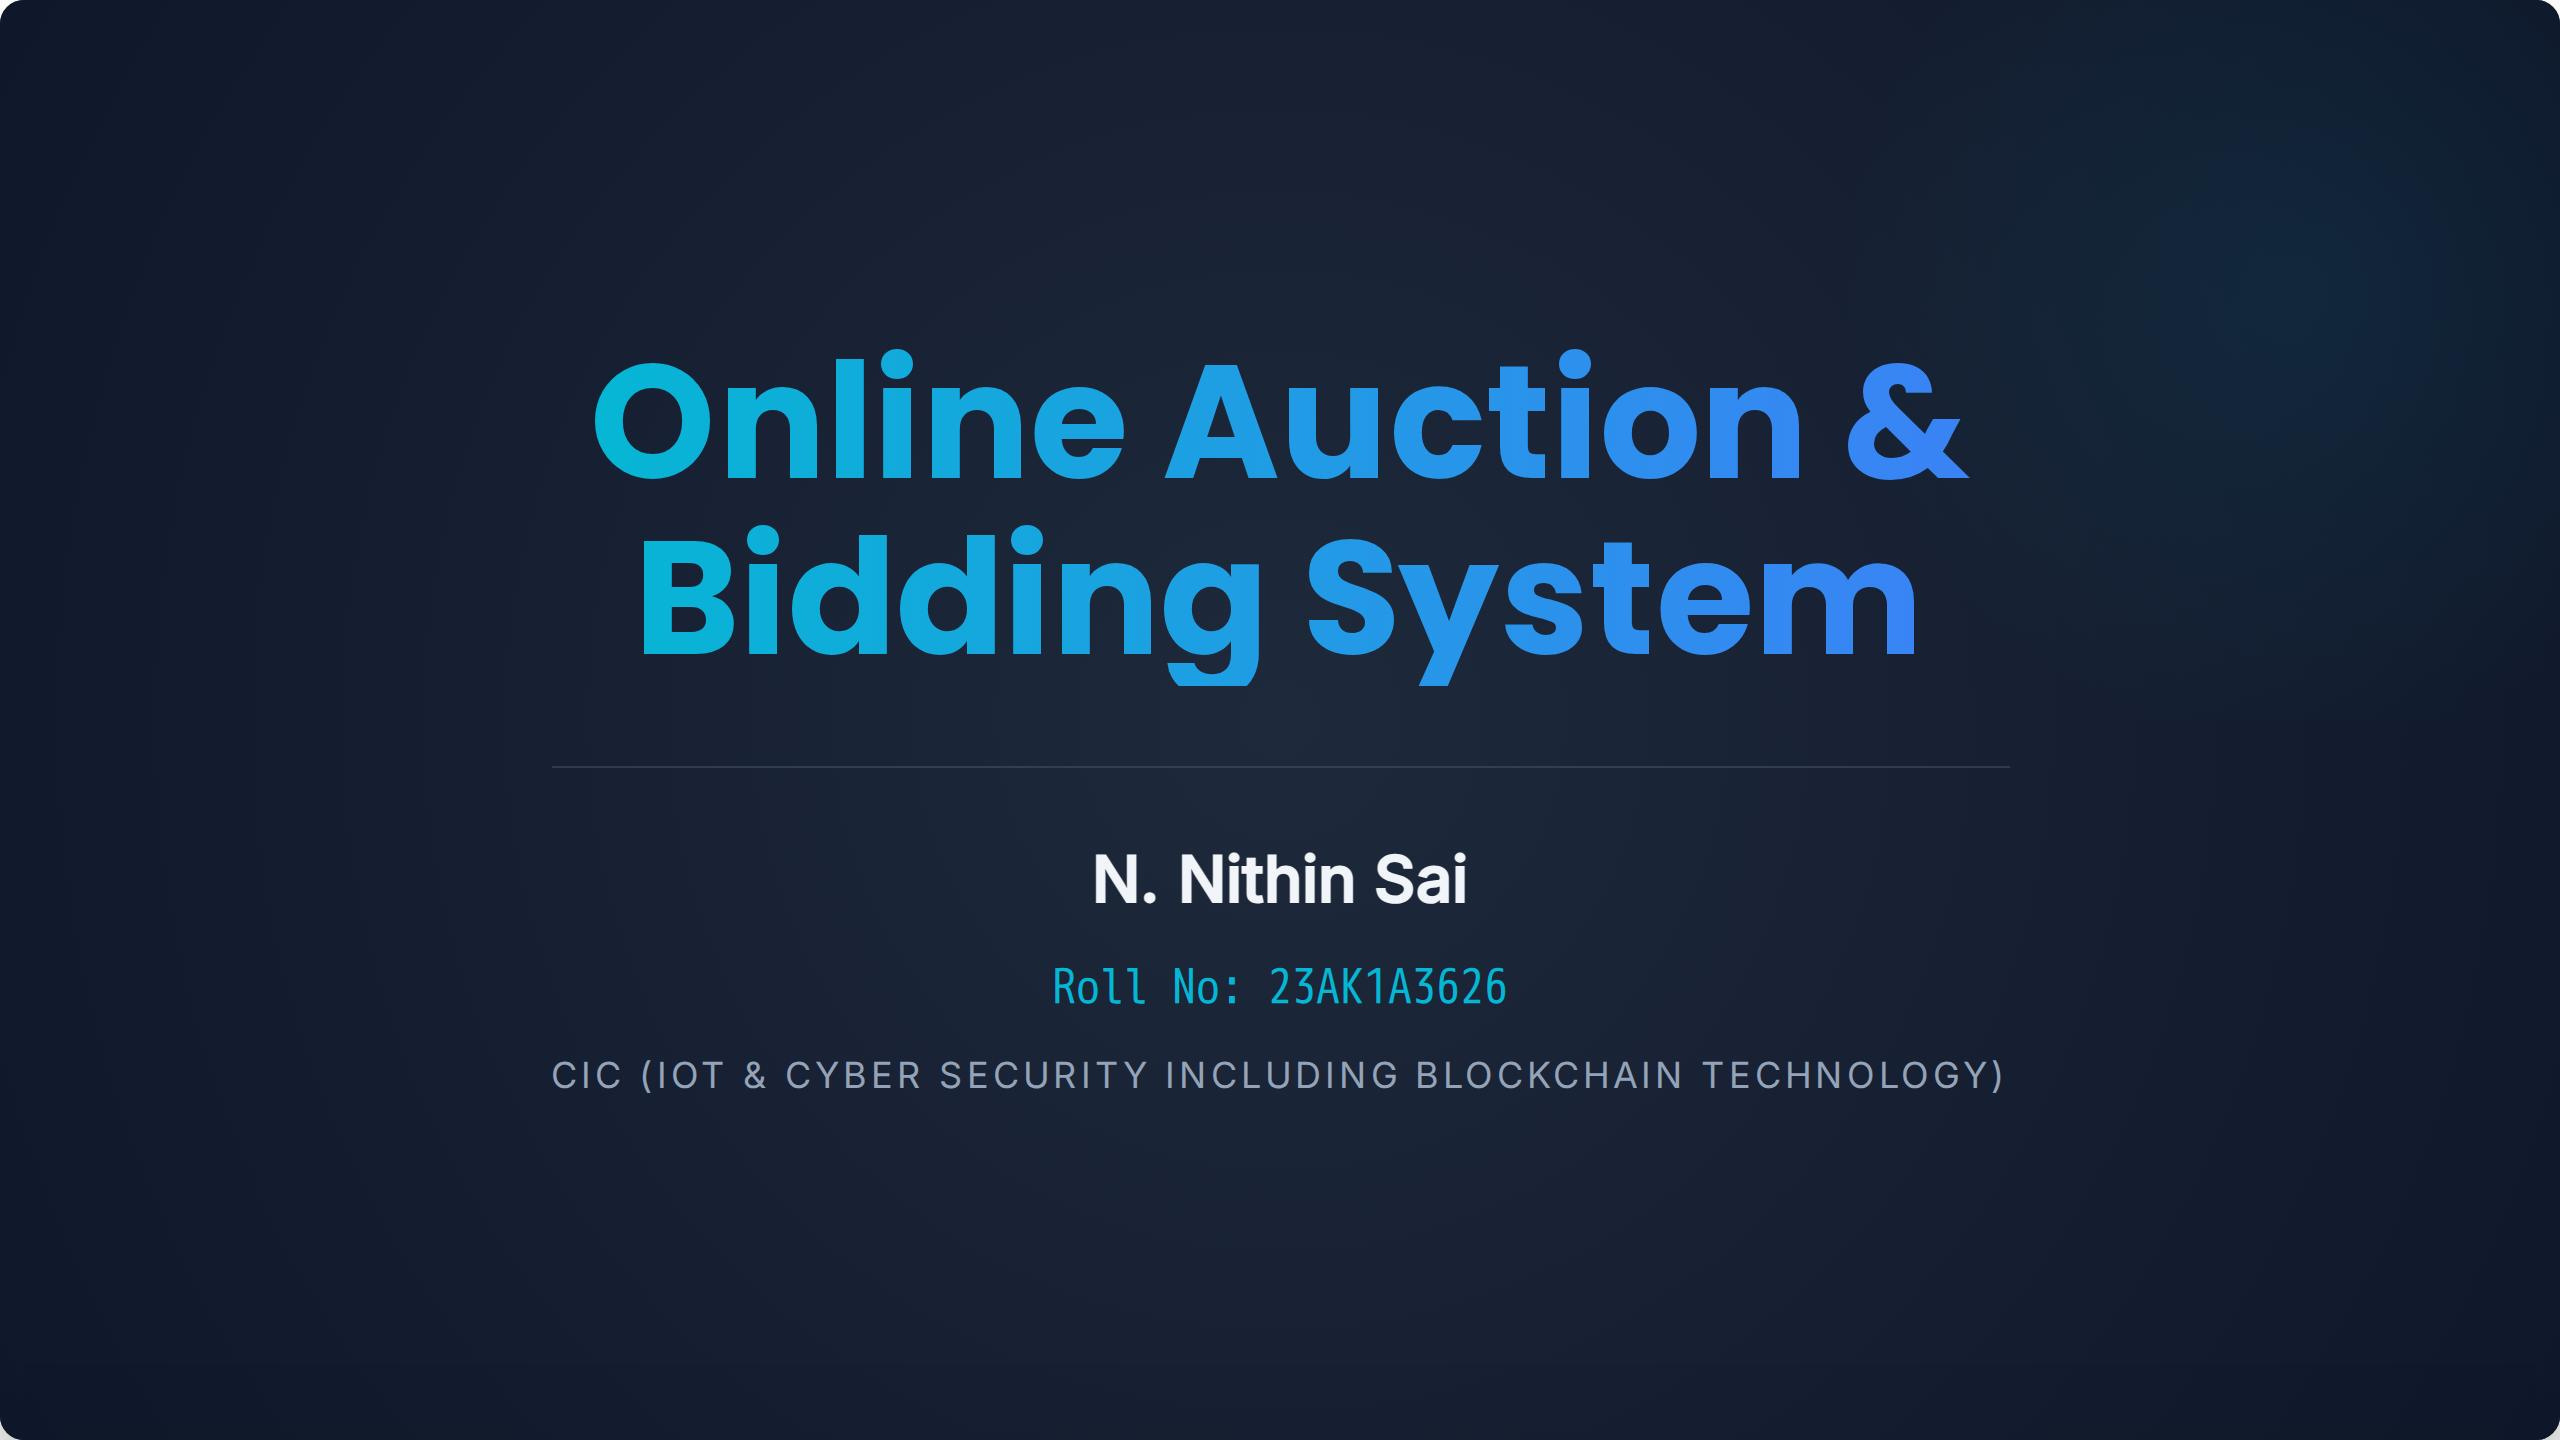 Online Auction &
Bidding System
N. Nithin Sai
Roll No: 23AK1A3626
CIC (IOT & CYBER SECURITY INCLUDING BLOCKCHAIN TECHNOLOGY)